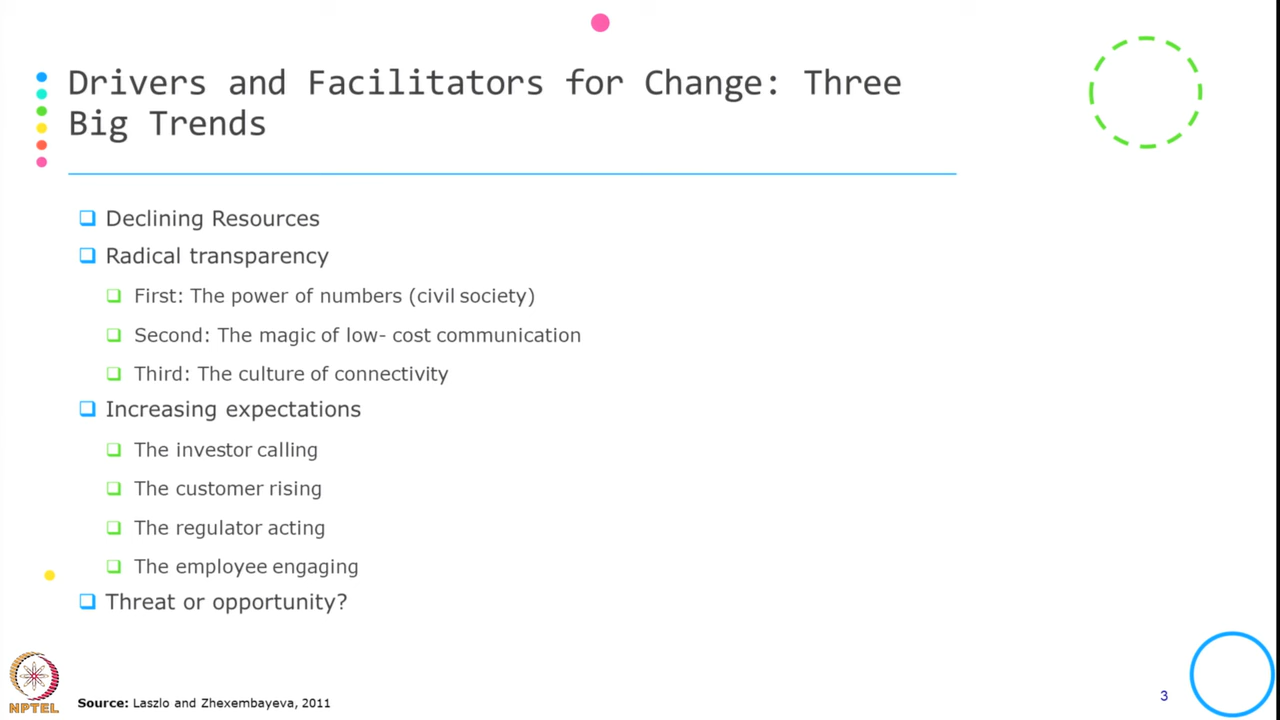 Drivers and Facilitators for Change: Three
Big Trends
Declining Resources
Radical transparency
First: The power of numbers (civil society)
Second: The magic of low- cost communication
Third: The culture of connectivity
Increasing expectations
The investor calling
The customer rising
The regulator acting
The employee engaging
Threat or opportunity?
NPTEL
Source: Laszlo and Zhexembayeva, 2011
3